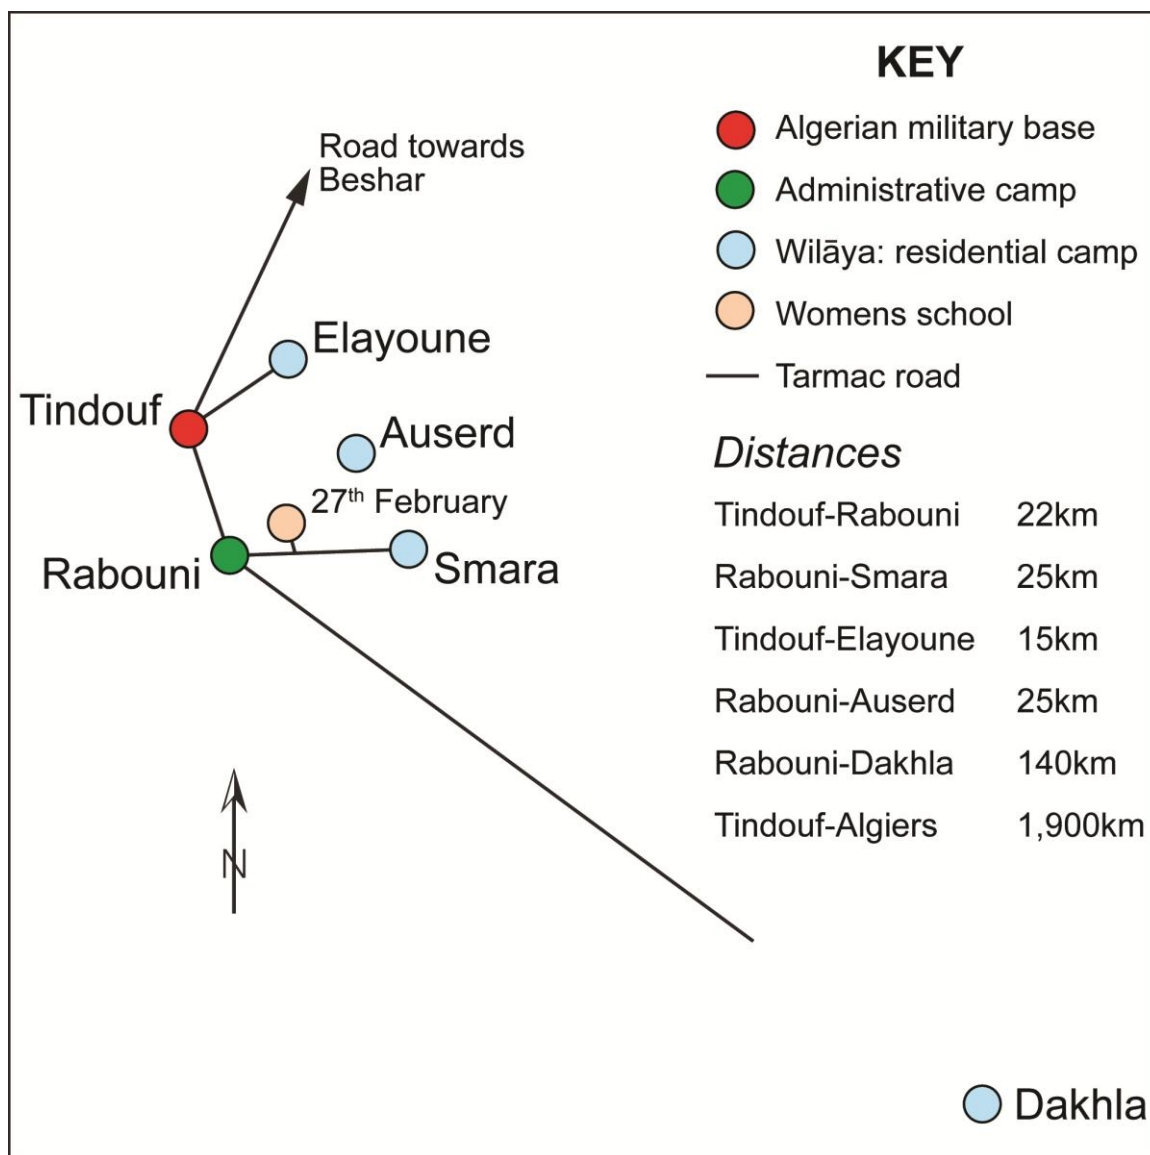 KEY
Algerian military base
Administrative camp
Wilāya: residential camp
Womens school
Tarmac road
Road towards
Beshar
Elayoune
Tindouf
Auserd
27th February
Rabouni
Smara
Distances
Tindouf-Rabouni 22km
Rabouni-Smara 25km
Tindouf-Elayoune 15km
Rabouni-Auserd 25km
Rabouni-Dakhla 140km
Tindouf-Algiers 1,900km
N
Dakhla